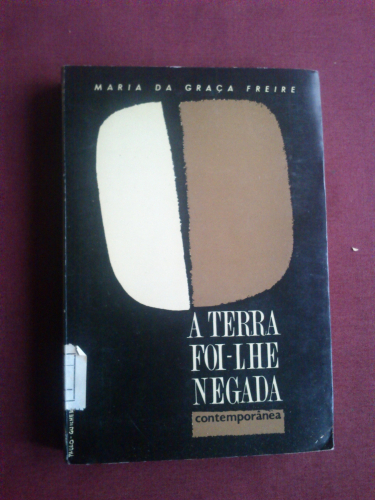 MARIA DA GRAÇA FREIRE
A TERRA
FOI-LHE
NEGADA
contemporânea